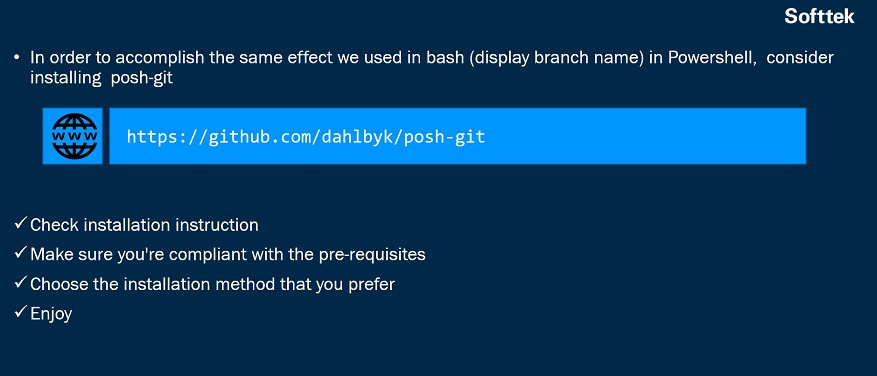 Softtek
• In order to accomplish the same effect we used in bash (display branch name) in Powershell,  consider
installing  posh-git
www
https://github.com/dahlbyk/posh-git
✓ Check installation instruction
✓ Make sure you're compliant with the pre-requisites
✓ Choose the installation method that you prefer
✓ Enjoy